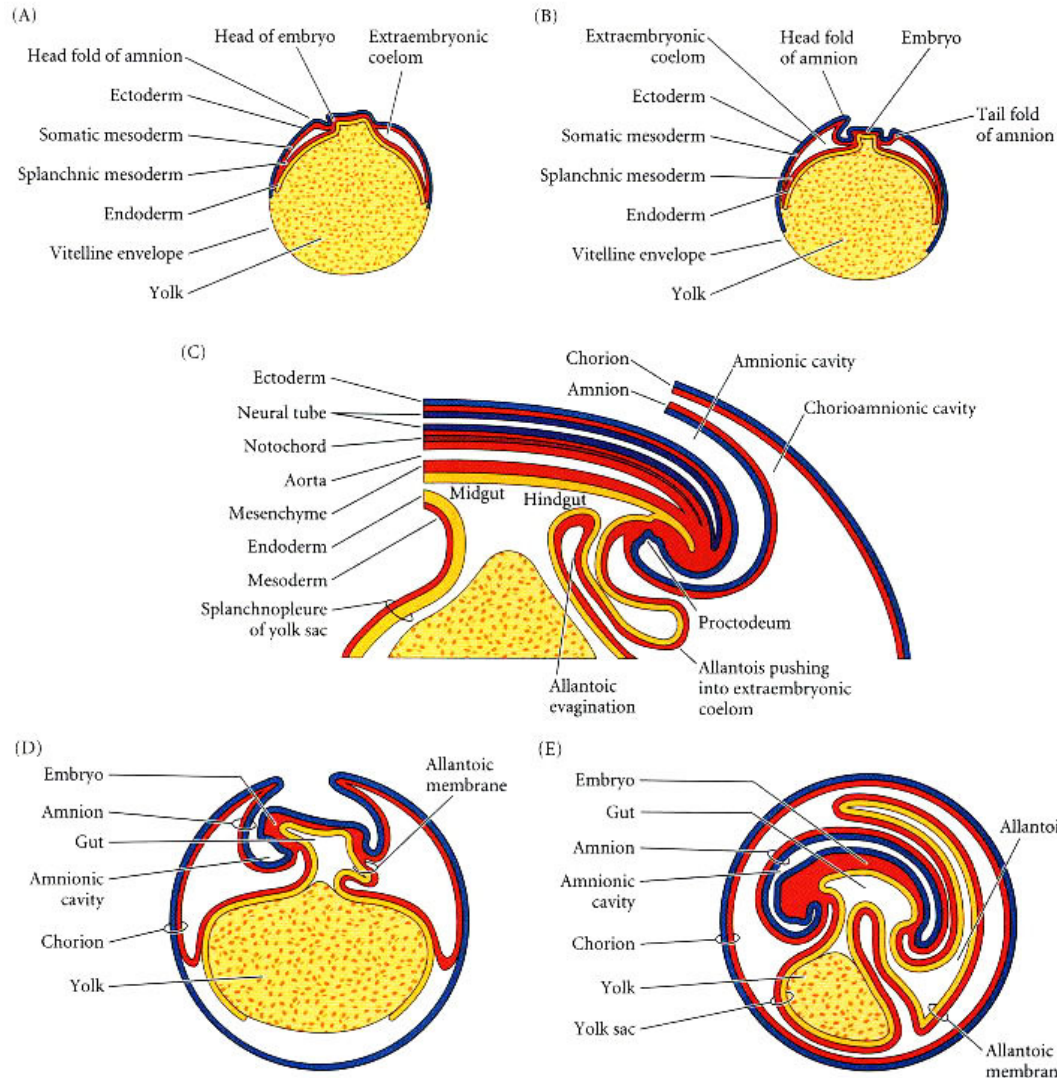 (A)
Head of embryo
Extraembryonic
coelom
Head fold of amnion
Ectoderm
Somatic mesoderm
Splanchnic mesoderm
Endoderm
Vitelline envelope
Yolk
(B)
Extraembryonic
coelom
Head fold
of amnion
Embryo
Ectoderm
Tail fold
of amnion
Somatic mesoderm
Splanchnic mesoderm
Endoderm
Vitelline envelope
Yolk
(C)
Chorion
Amnionic cavity
Amnion
Chorioamnionic cavity
Ectoderm
Neural tube
Notochord
Aorta
Mesenchyme
Midgut
Hindgut
Endoderm
Mesoderm
Splanchnopleure
of yolk sac
Proctodeum
Allantoic
evagination
Allantois pushing
into extraembryonic
coelom
(D)
Embryo
Allantoic
membrane
Amnion
Gut
Amnionic
cavity
Chorion
Yolk
(E)
Embryo
Gut
Allantoi
Amnion
Amnionic
cavity
Chorion
Yolk
Yolk sac
Allantoic
membran